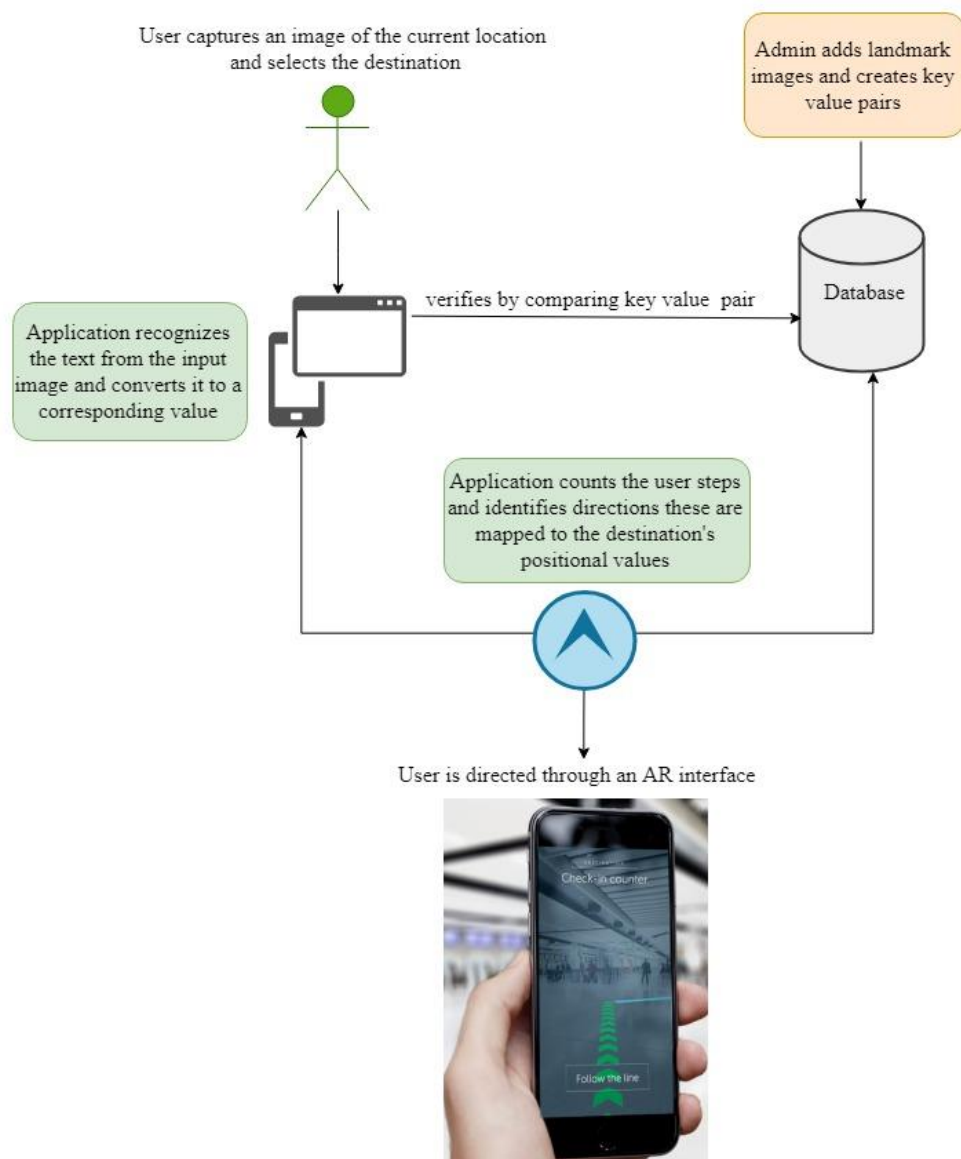 User captures an image of the current location
and selects the destination
Admin adds landmark
images and creates key
value pairs
verifies by comparing key value pair
Database
Application recognizes
the text from the input
image and converts it to a
corresponding value
Application counts the user steps
and identifies directions these are
mapped to the destination's
positional values
User is directed through an AR interface
Check-in counter
Follow the line